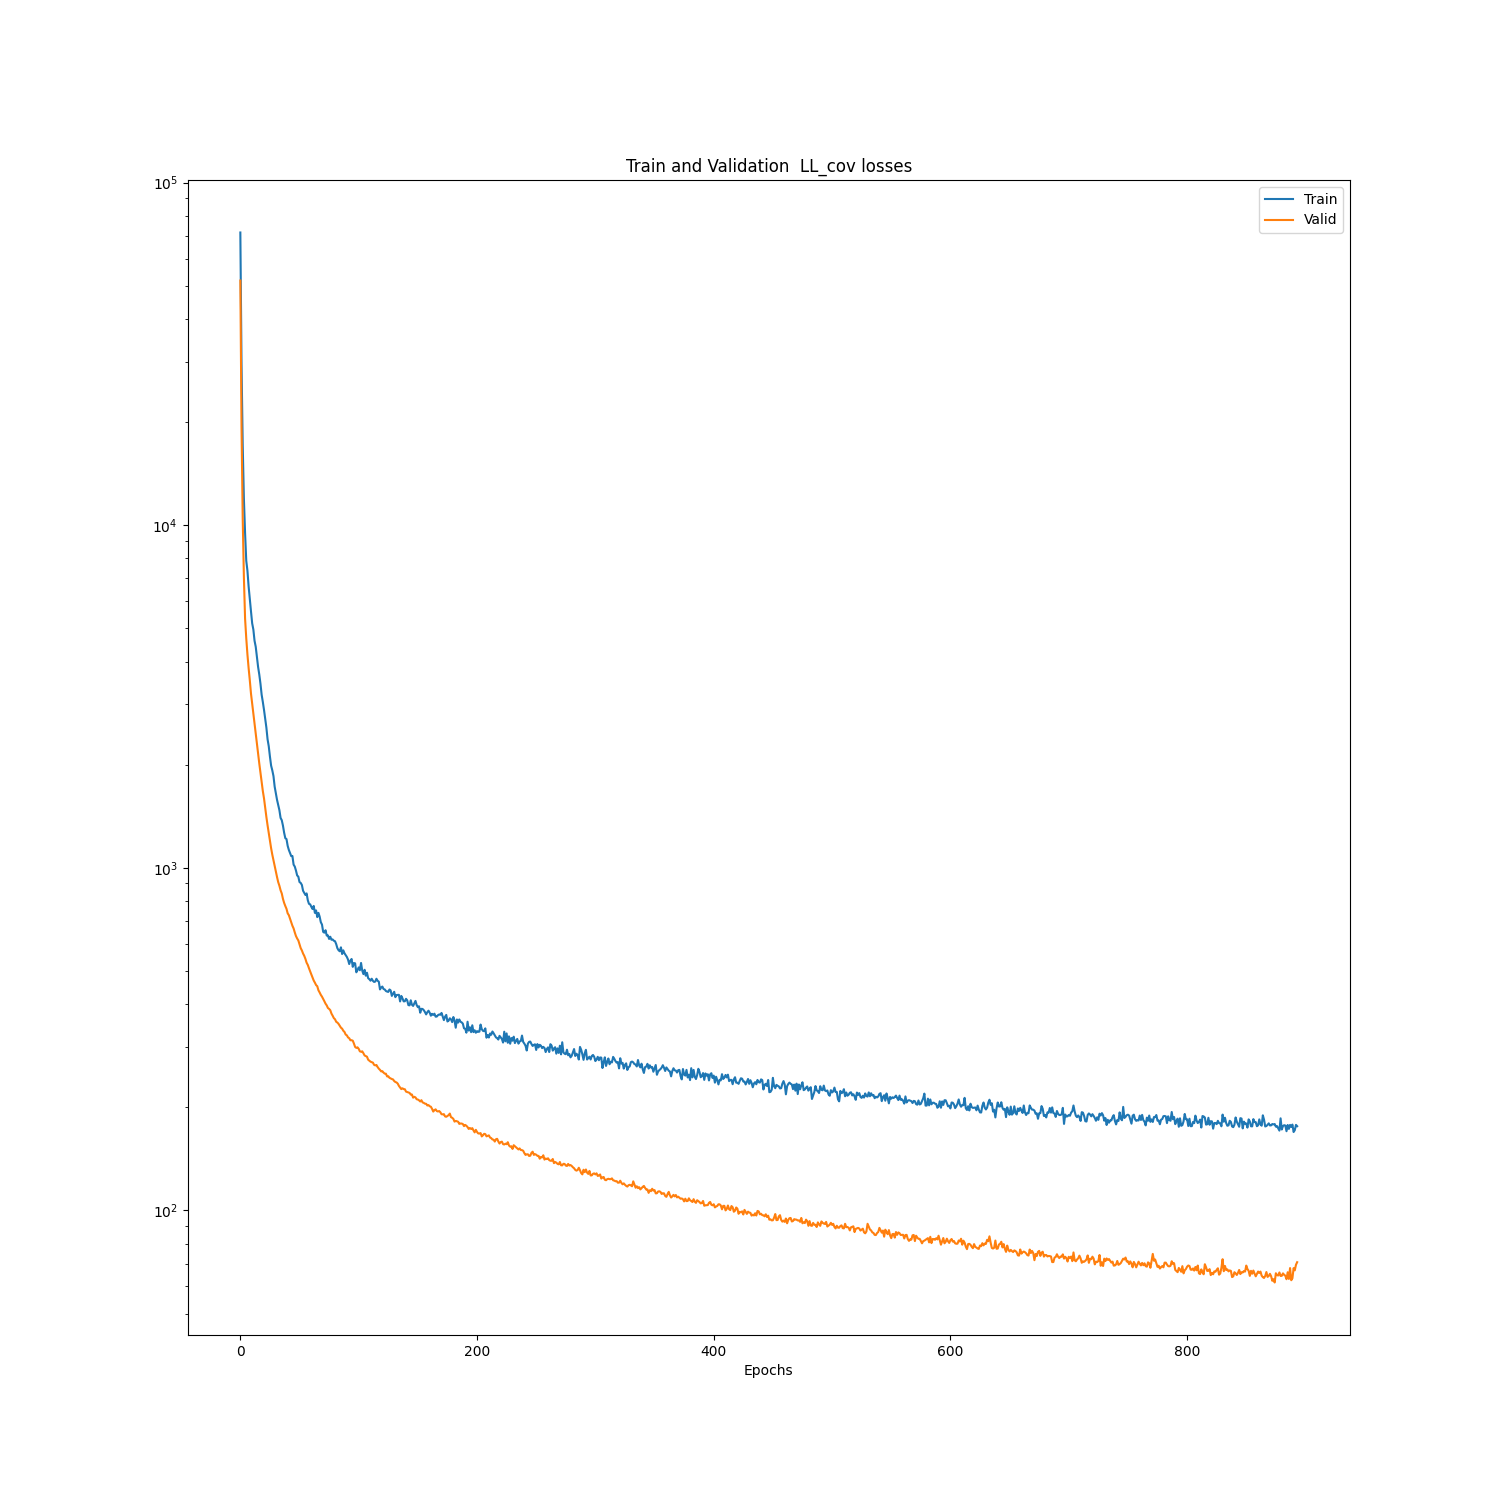 Train and Validation  LL_cov losses
Train
Valid
10^5
10^4
10^3
10^2
0 200 400 600 800
Epochs